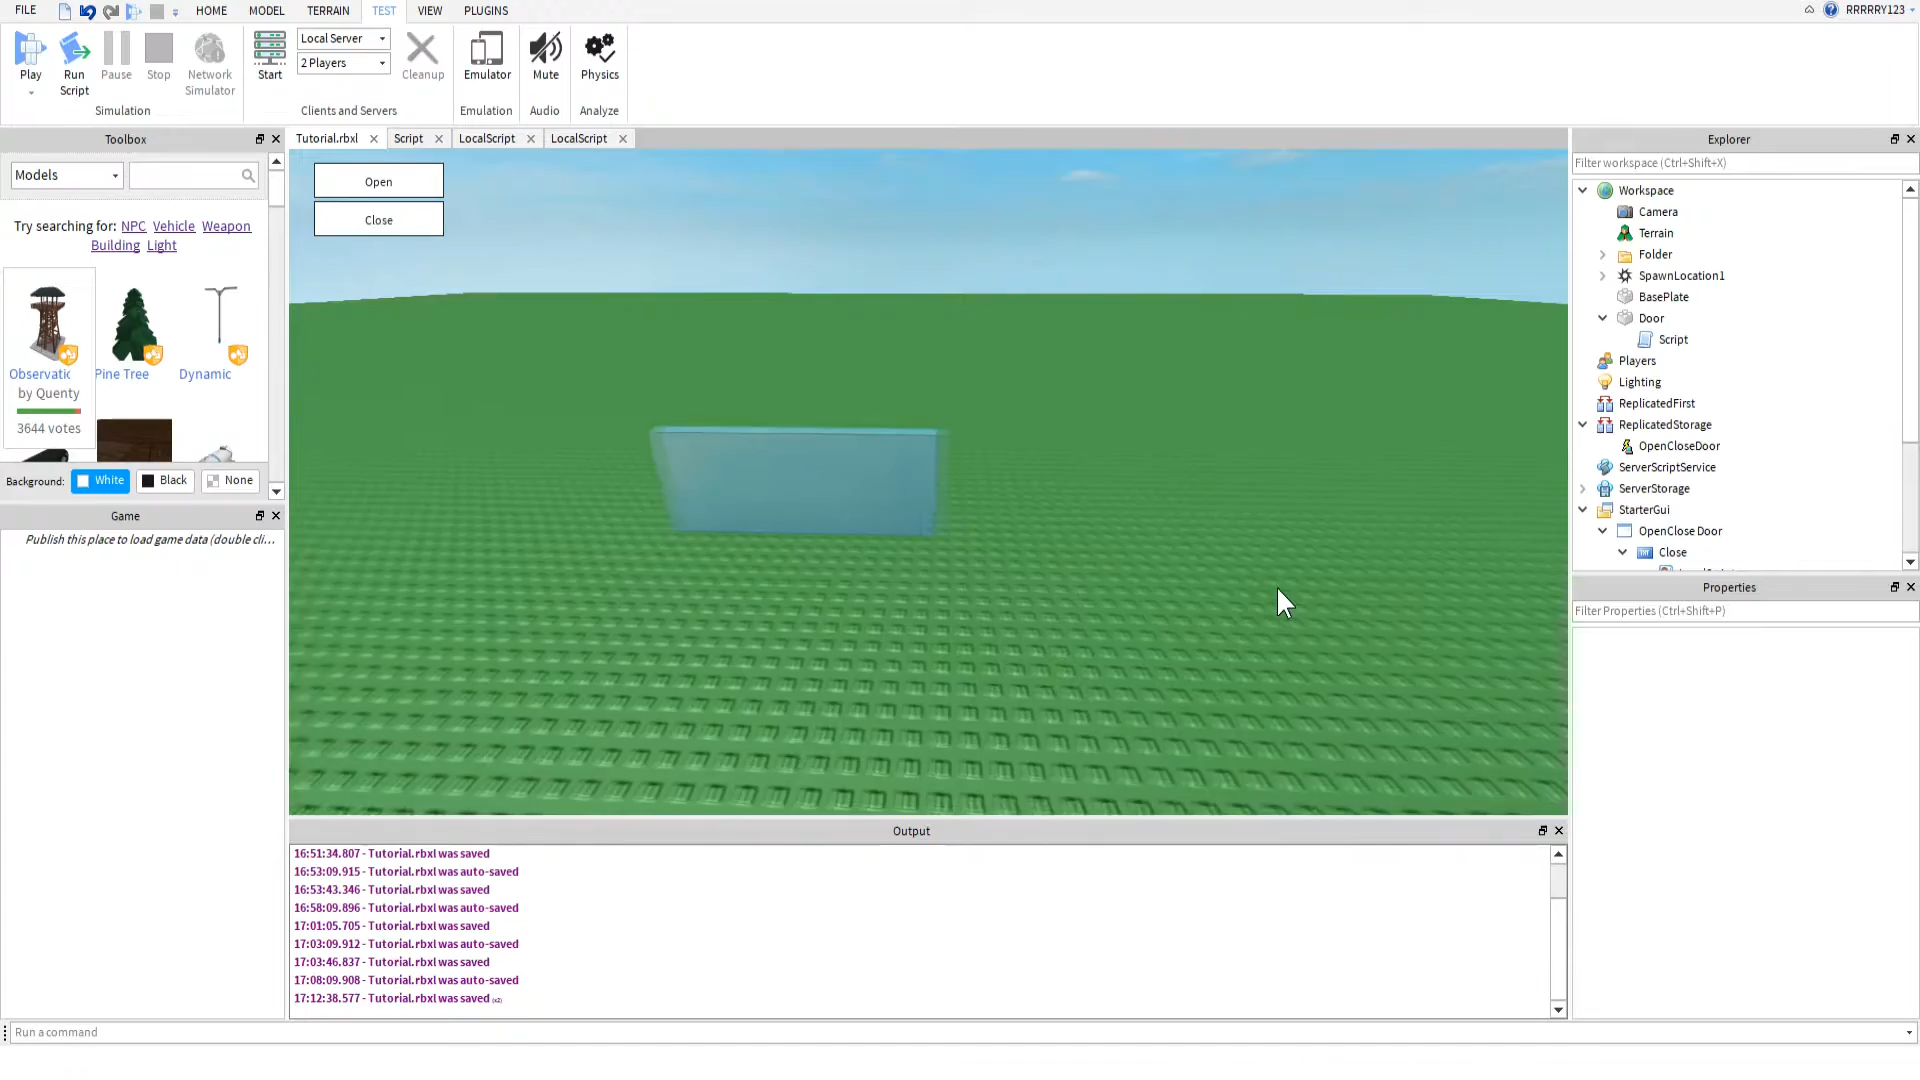 FILE
HOME
MODEL
TERRAIN
TEST
VIEW
PLUGINS
RRRRRY123
Play
Run
Script
Pause
Stop
Network
Simulator
Simulation
Start
Local Server
2 Players
Cleanup
Clients and Servers
Emulator
Emulation
Mute
Audio
Physics
Analyze
Toolbox
Models
Try searching for: NPC Vehicle Weapon
Building Light
Observatic
by Quenty
3644 votes
Pine Tree
Dynamic
Background: White Black None
Game
Publish this place to load game data (double cli...
Tutorial.rbxl
Script
LocalScript
LocalScript
Open
Close
Output
16:51:34.807 - Tutorial.rbxl was saved
16:53:09.915 - Tutorial.rbxl was auto-saved
16:53:43.346 - Tutorial.rbxl was saved
16:58:09.896 - Tutorial.rbxl was auto-saved
17:01:05.705 - Tutorial.rbxl was saved
17:03:09.912 - Tutorial.rbxl was auto-saved
17:03:46.837 - Tutorial.rbxl was saved
17:08:09.908 - Tutorial.rbxl was auto-saved
17:12:38.577 - Tutorial.rbxl was saved (x2)
Explorer
Filter workspace (Ctrl+Shift+X)
Workspace
Camera
Terrain
Folder
SpawnLocation1
BasePlate
Door
Script
Players
Lighting
ReplicatedFirst
ReplicatedStorage
OpenCloseDoor
ServerScriptService
ServerStorage
StarterGui
OpenClose Door
Close
Properties
Filter Properties (Ctrl+Shift+P)
Run a command